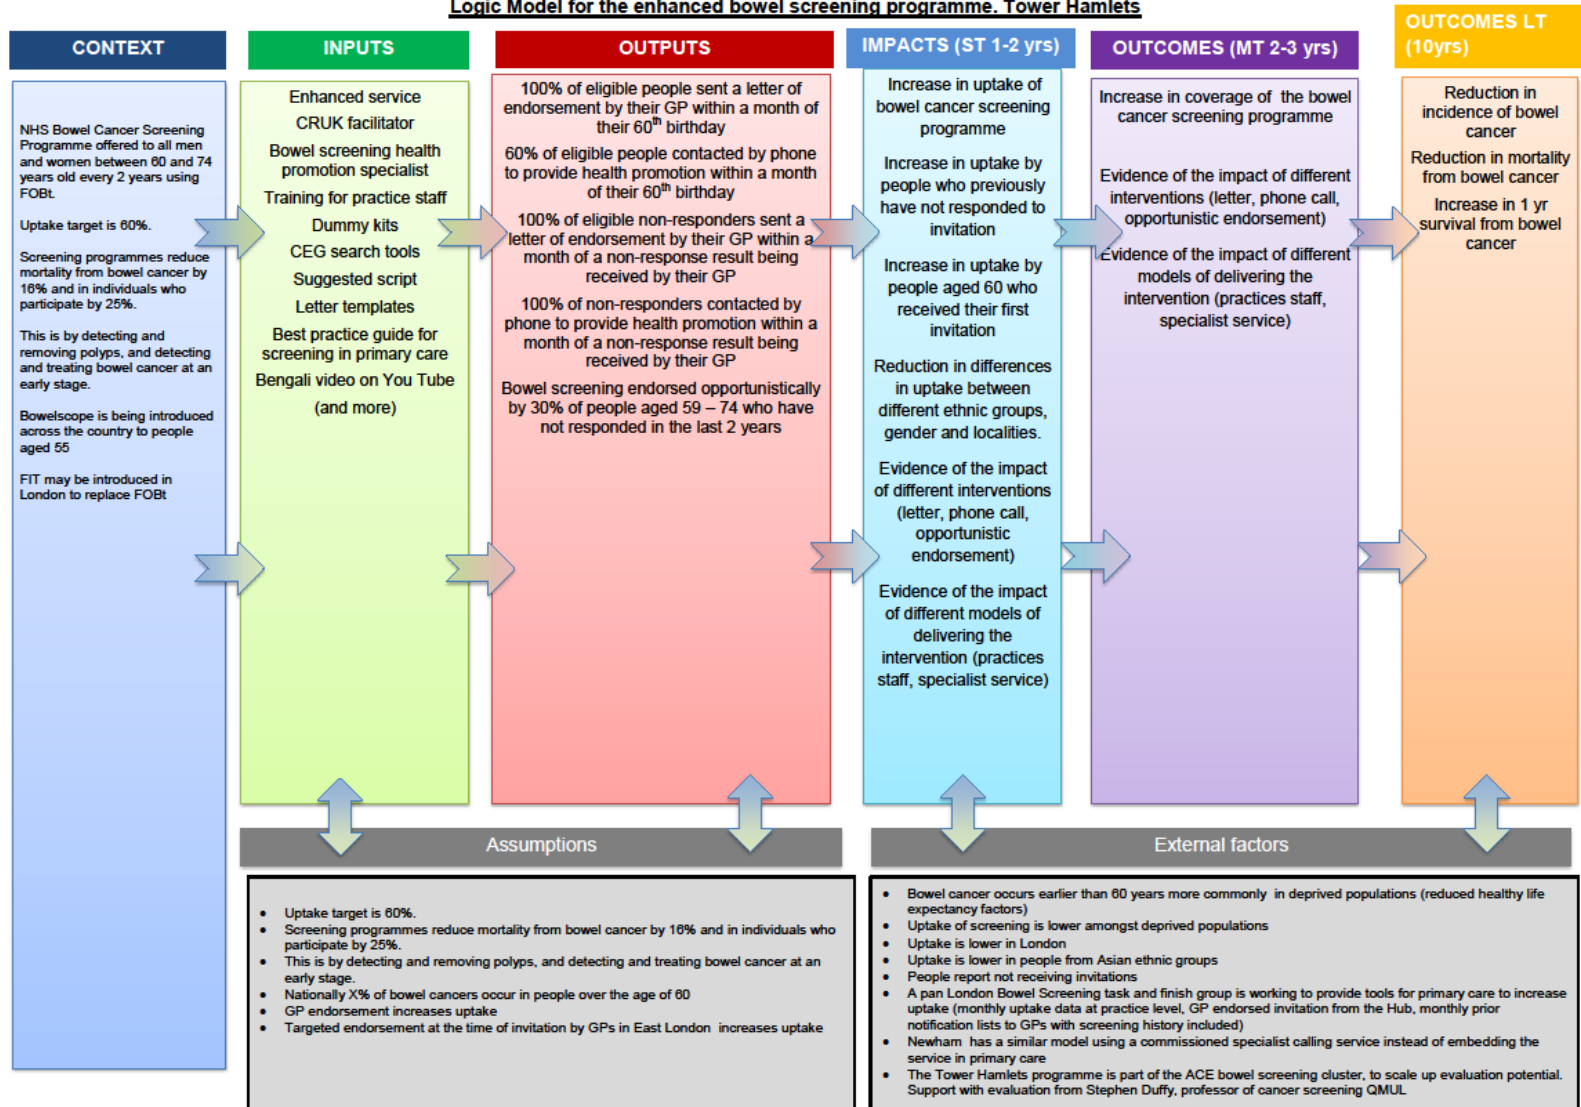 Logic Model for the enhanced bowel screening programme. Tower Hamlets
CONTEXT
NHS Bowel Cancer Screening
Programme offered to all men
and women between 60 and 74
years old every 2 years using
FOBt.
Uptake target is 60%.
Screening programmes reduce
mortality from bowel cancer by
16% and in individuals who
participate by 25%.
This is by detecting and
removing polyps, and detecting
and treating bowel cancer at an
early stage.
Bowelscope is being introduced
across the country to people
aged 55
FIT may be introduced in
London to replace FOBt
INPUTS
Enhanced service
CRUK facilitator
Bowel screening health
promotion specialist
Training for practice staff
Dummy kits
CEG search tools
Suggested script
Letter templates
Best practice guide for
screening in primary care
Bengali video on You Tube
(and more)
OUTPUTS
100% of eligible people sent a letter of
endorsement by their GP within a month of
their 60th birthday
60% of eligible people contacted by phone
to provide health promotion within a month
of their 60th birthday
100% of eligible non-responders sent a
letter of endorsement by their GP within a
month of a non-response result being
received by their GP
100% of non-responders contacted by
phone to provide health promotion within a
month of a non-response result being
received by their GP
Bowel screening endorsed opportunistically
by 30% of people aged 59 – 74 who have
not responded in the last 2 years
IMPACTS (ST 1-2 yrs)
Increase in uptake of
bowel cancer screening
programme
Increase in uptake by
people who previously
have not responded to
invitation
Increase in uptake by
people aged 60 who
received their first
invitation
Reduction in differences
in uptake between
different ethnic groups,
gender and localities.
Evidence of the impact
of different interventions
(letter, phone call,
opportunistic
endorsement)
Evidence of the impact
of different models of
delivering the
intervention (practices
staff, specialist service)
OUTCOMES (MT 2-3 yrs)
Increase in coverage of the bowel
cancer screening programme
Evidence of the impact of different
interventions (letter, phone call,
opportunistic endorsement)
Evidence of the impact of different
models of delivering the
intervention (practices staff,
specialist service)
OUTCOMES LT
(10yrs)
Reduction in
incidence of bowel
cancer
Reduction in mortality
from bowel cancer
Increase in 1 yr
survival from bowel
cancer
Assumptions
• Uptake target is 60%.
• Screening programmes reduce mortality from bowel cancer by 16% and in individuals who
participate by 25%.
• This is by detecting and removing polyps, and detecting and treating bowel cancer at an
early stage.
• Nationally X% of bowel cancers occur in people over the age of 60
• GP endorsement increases uptake
• Targeted endorsement at the time of invitation by GPs in East London increases uptake
External factors
• Bowel cancer occurs earlier than 60 years more commonly in deprived populations (reduced healthy life
expectancy factors)
• Uptake of screening is lower amongst deprived populations
• Uptake is lower in London
• Uptake is lower in people from Asian ethnic groups
• People report not receiving invitations
• A pan London Bowel Screening task and finish group is working to provide tools for primary care to increase
uptake (monthly uptake data at practice level, GP endorsed invitation from the Hub, monthly prior
notification lists to GPs with screening history included)
• Newham has a similar model using a commissioned specialist calling service instead of embedding the
service in primary care
• The Tower Hamlets programme is part of the ACE bowel screening cluster, to scale up evaluation potential.
Support with evaluation from Stephen Duffy, professor of cancer screening QMUL